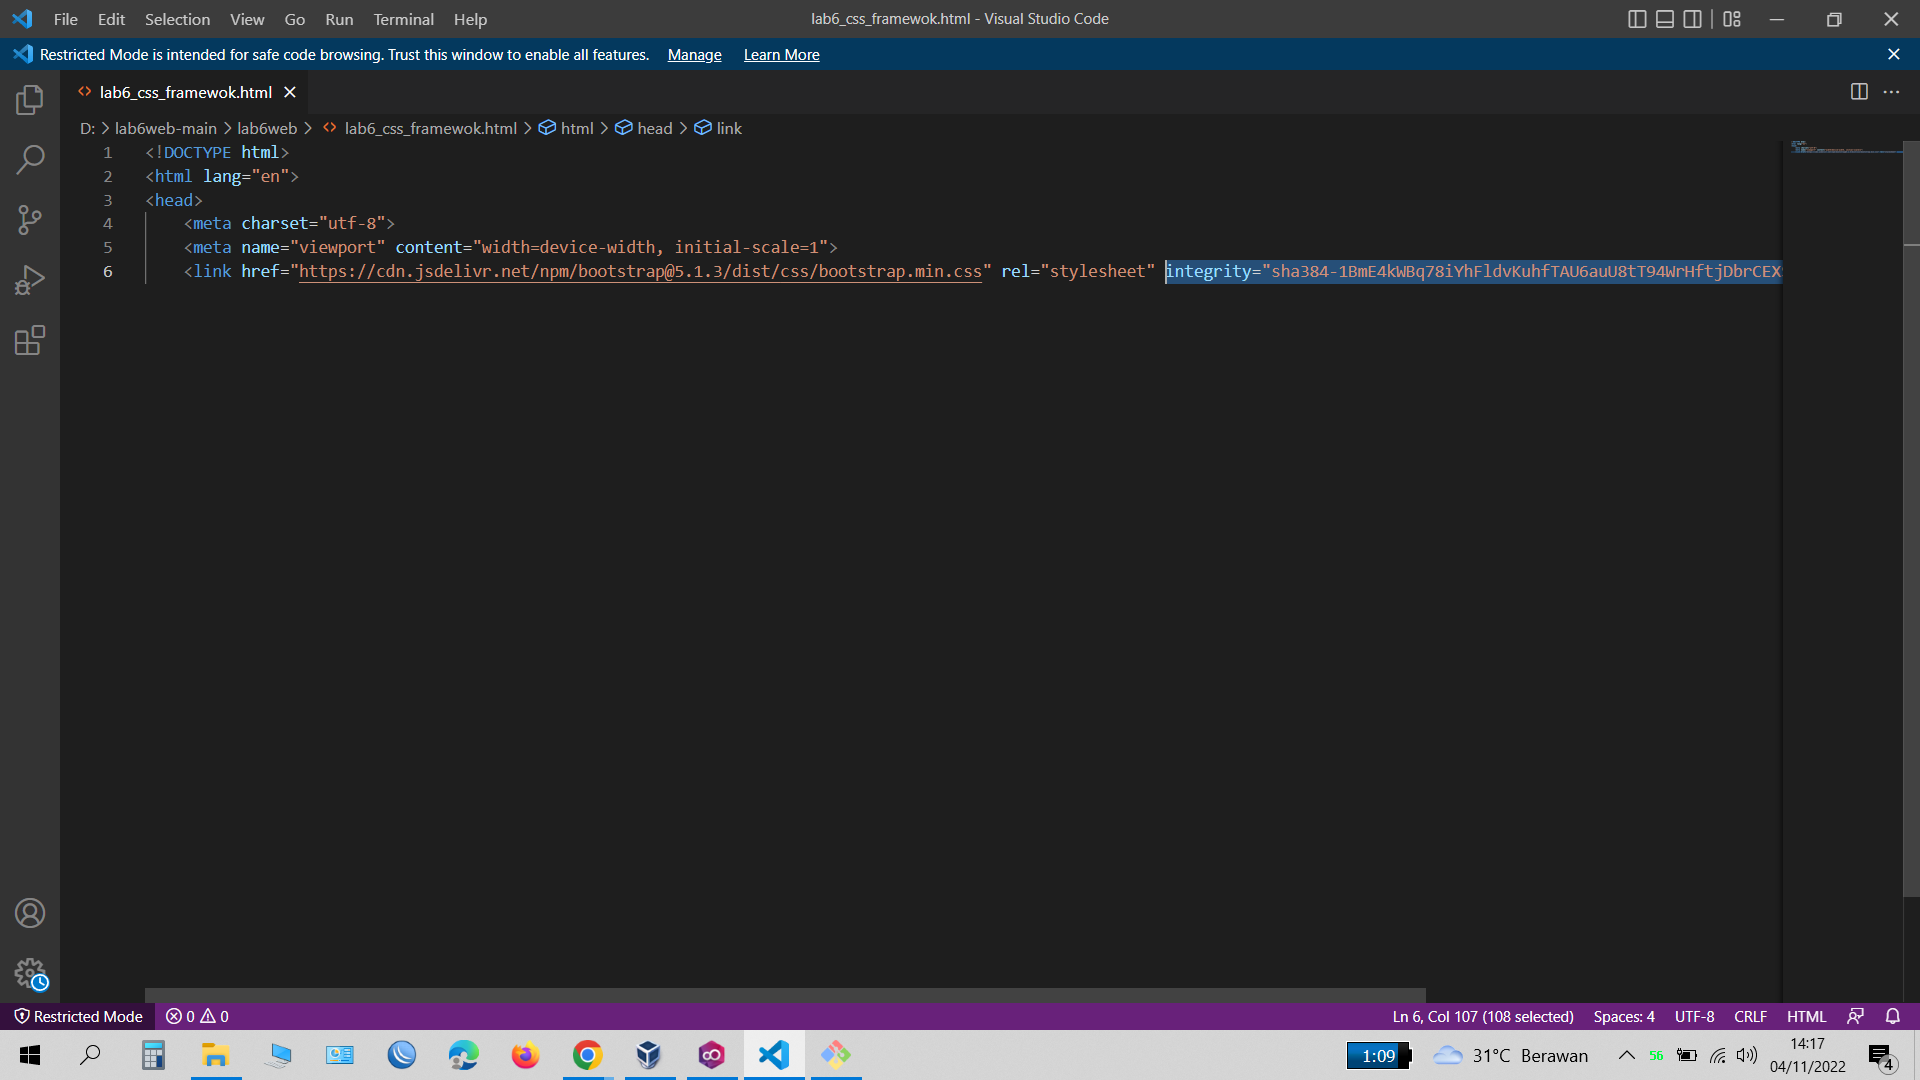 File Edit Selection View Go Run Terminal Help
lab6_css_framewok.html - Visual Studio Code
Restricted Mode is intended for safe code browsing. Trust this window to enable all features. Manage Learn More
lab6_css_framewok.html
D: > lab6web-main > lab6web > lab6_css_framewok.html > html > head > link
1 <!DOCTYPE html>
2 <html lang="en">
3 <head>
4 <meta charset="utf-8">
5 <meta name="viewport" content="width=device-width, initial-scale=1">
6 <link href="https://cdn.jsdelivr.net/npm/bootstrap@5.1.3/dist/css/bootstrap.min.css" rel="stylesheet" integrity="sha384-1BmE4kWBq78iYhFldvKuhfTAU6auU8tT94WrHftjDbrCEX
Restricted Mode 0 0
Ln 6, Col 107 (108 selected) Spaces: 4 UTF-8 CRLF HTML
1:09 31°C Berawan 56
14:17
04/11/2022
4